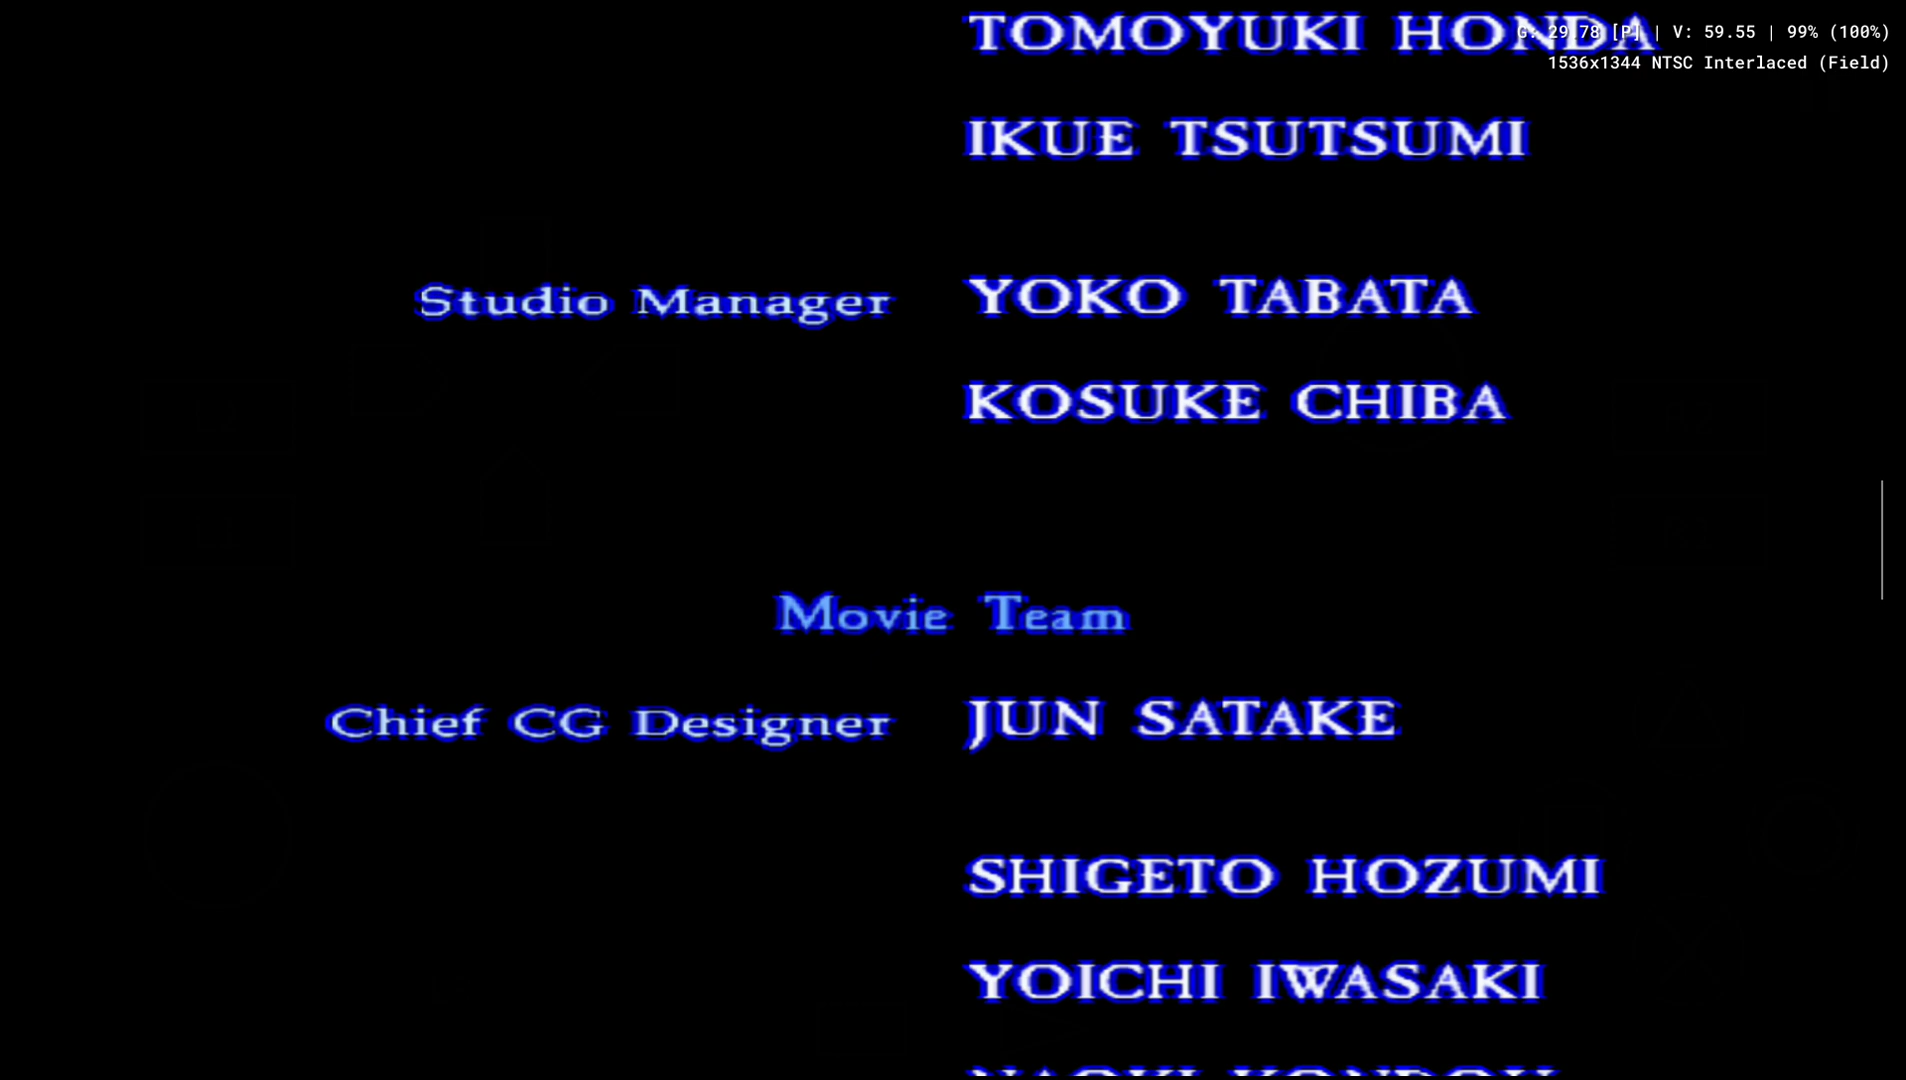 TOMOYUKI HONDA
G: 29.78 [P] | V: 59.55 | 99% (100%)
1536x1344 NTSC Interlaced (Field)
IKUE TSUTSUMI
Studio Manager YOKO TABATA
KOSUKE CHIBA
Movie Team
Chief CG Designer JUN SATAKE
SHIGETO HOZUMI
YOICHI IWASAKI